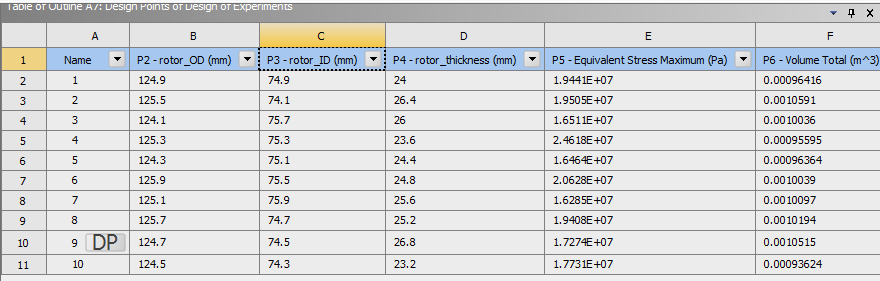 Table of Outline A7: Design Points of Design of Experiments
A B C D E F
1 Name P2 - rotor_OD (mm) P3 - rotor_ID (mm) P4 - rotor_thickness (mm) P5 - Equivalent Stress Maximum (Pa) P6 - Volume Total (m^3)
2 1 124.9 74.9 24 1.9441E+07 0.00096416
3 2 125.5 74.1 26.4 1.9505E+07 0.0010591
4 3 124.1 75.7 26 1.6511E+07 0.0010036
5 4 125.3 75.3 23.6 2.4618E+07 0.00095595
6 5 124.3 75.1 24.4 1.6464E+07 0.00096364
7 6 125.9 75.5 24.8 2.0628E+07 0.0010039
8 7 125.1 75.9 25.6 1.6285E+07 0.0010097
9 8 125.7 74.7 25.2 1.9408E+07 0.0010194
10 9 DP 124.7 74.5 26.8 1.7274E+07 0.0010515
11 10 124.5 74.3 23.2 1.7731E+07 0.00093624